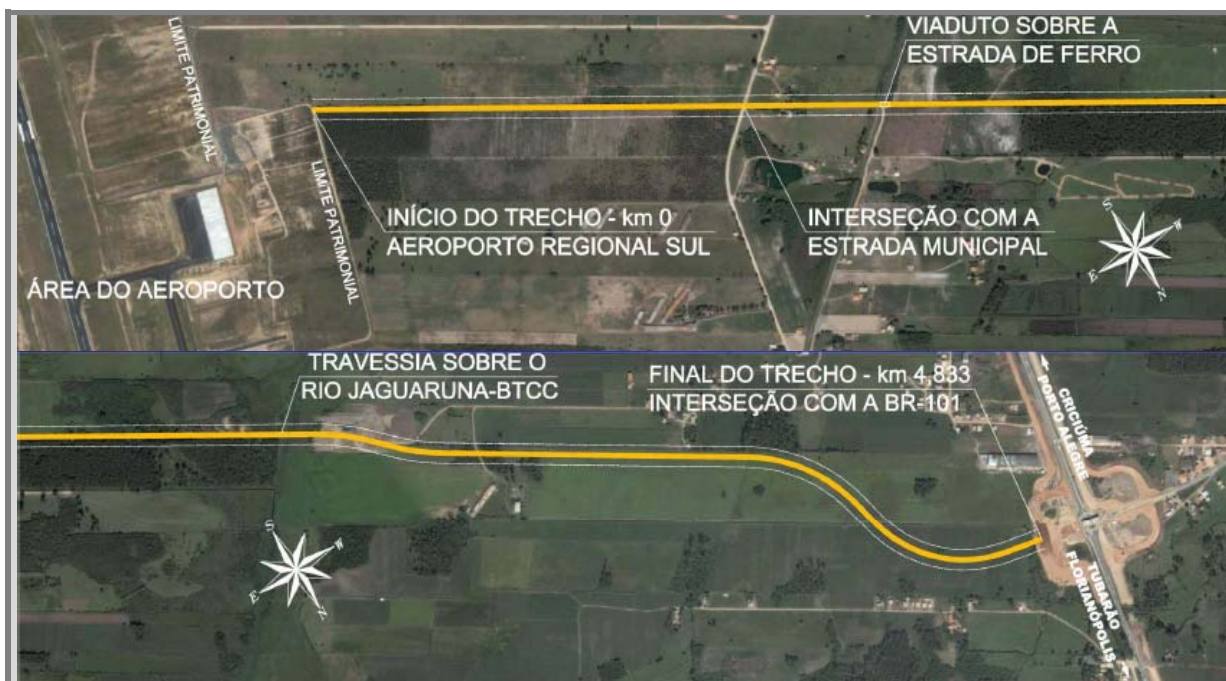 LIMITE PATRIMONIAL
VIADUTO SOBRE A
ESTRADA DE FERRO
LIMITE PATRIMONIAL
INÍCIO DO TRECHO - km 0
AEROPORTO REGIONAL SUL
INTERSEÇÃO COM A
ESTRADA MUNICIPAL
ÁREA DO AEROPORTO
S
W
E
N
TRAVESSIA SOBRE O
RIO JAGUARUNA-BTCC
FINAL DO TRECHO - km 4,833
INTERSEÇÃO COM A BR-101
CRICIÚMA
PORTO ALEGRE
S
W
E
N
TUBARÃO
FLORIANÓPOLIS